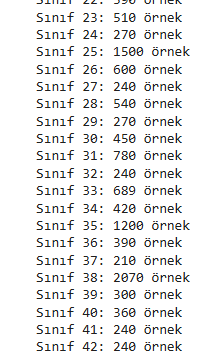 Sınıf 22: 390 örnek
Sınıf 23: 510 örnek
Sınıf 24: 270 örnek
Sınıf 25: 1500 örnek
Sınıf 26: 600 örnek
Sınıf 27: 240 örnek
Sınıf 28: 540 örnek
Sınıf 29: 270 örnek
Sınıf 30: 450 örnek
Sınıf 31: 780 örnek
Sınıf 32: 240 örnek
Sınıf 33: 689 örnek
Sınıf 34: 420 örnek
Sınıf 35: 1200 örnek
Sınıf 36: 390 örnek
Sınıf 37: 210 örnek
Sınıf 38: 2070 örnek
Sınıf 39: 300 örnek
Sınıf 40: 360 örnek
Sınıf 41: 240 örnek
Sınıf 42: 240 örnek